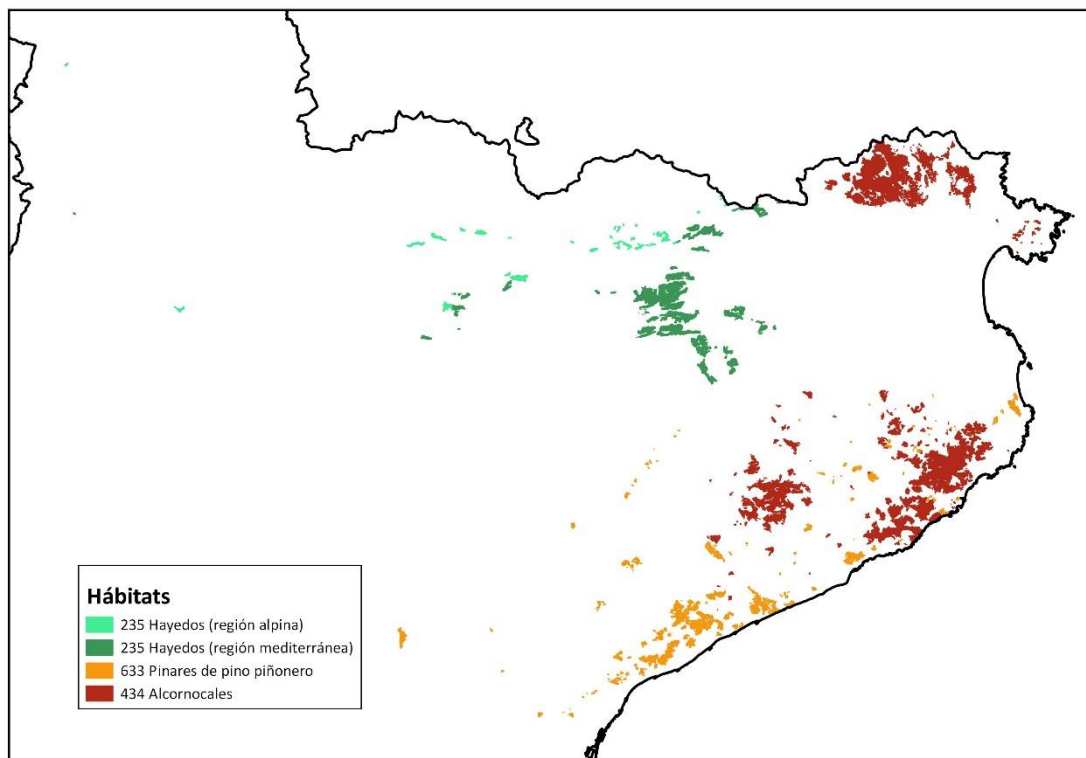 Hábitats
235 Hayedos (región alpina)
235 Hayedos (región mediterránea)
633 Pinares de pino piñonero
434 Alcornocales